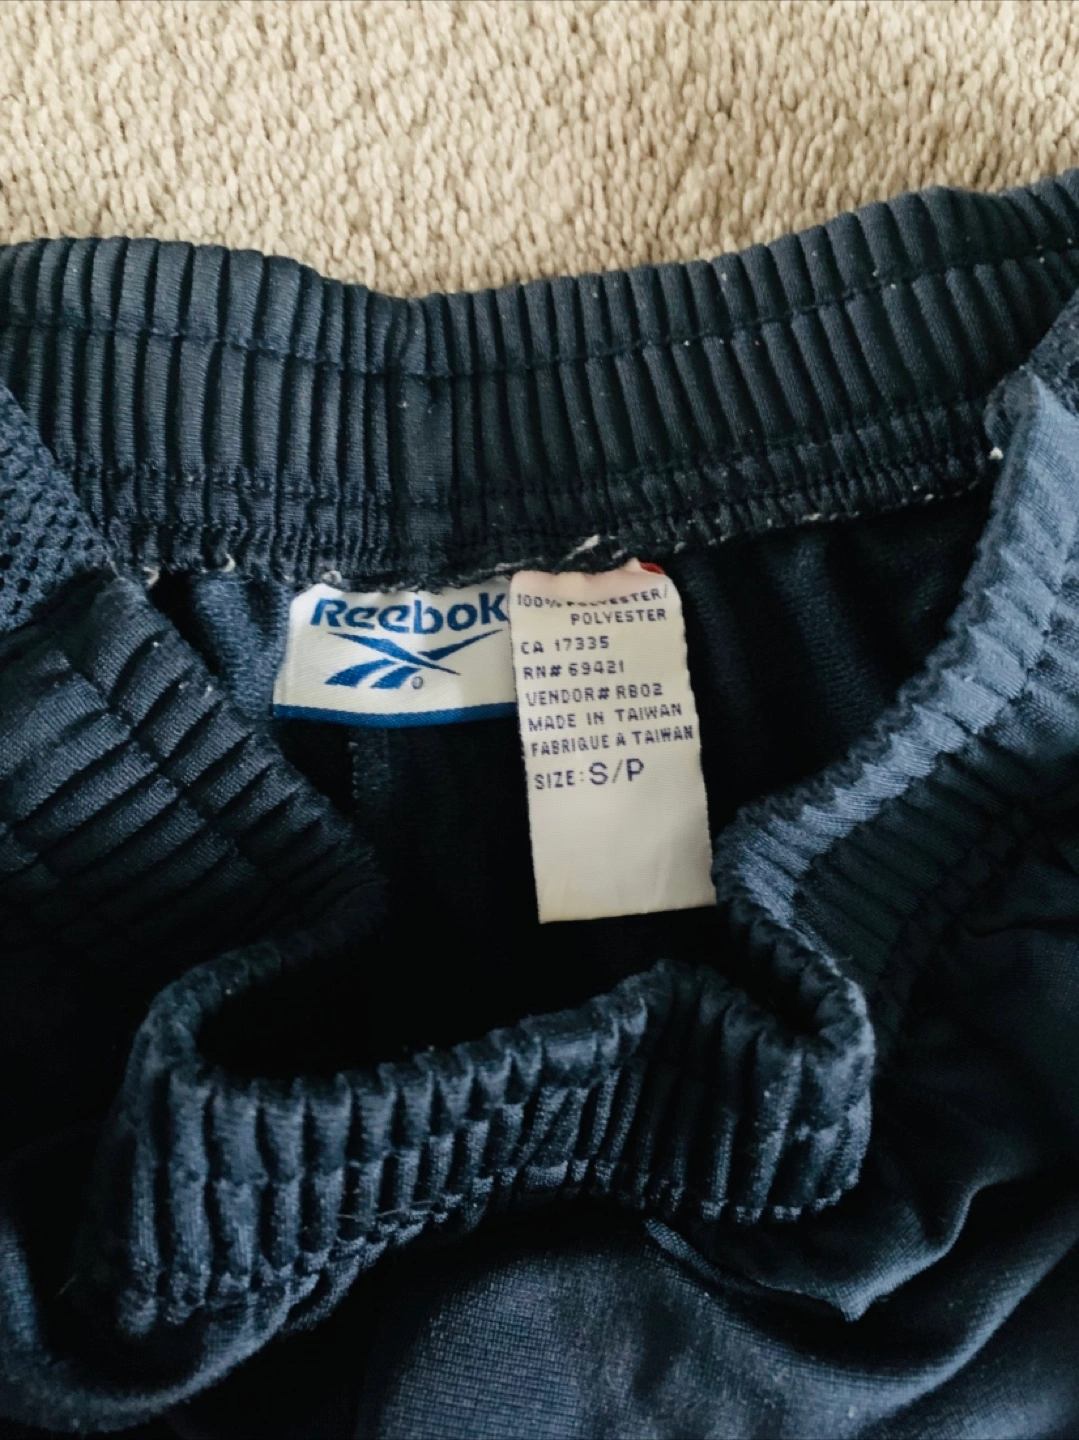 Reebok
®
100% POLYESTER/
POLYESTER
CA 17335
RN# 69421
VENDOR# RB02
MADE IN TAIWAN
FABRIQUE A TAIWAN
SIZE: S/P